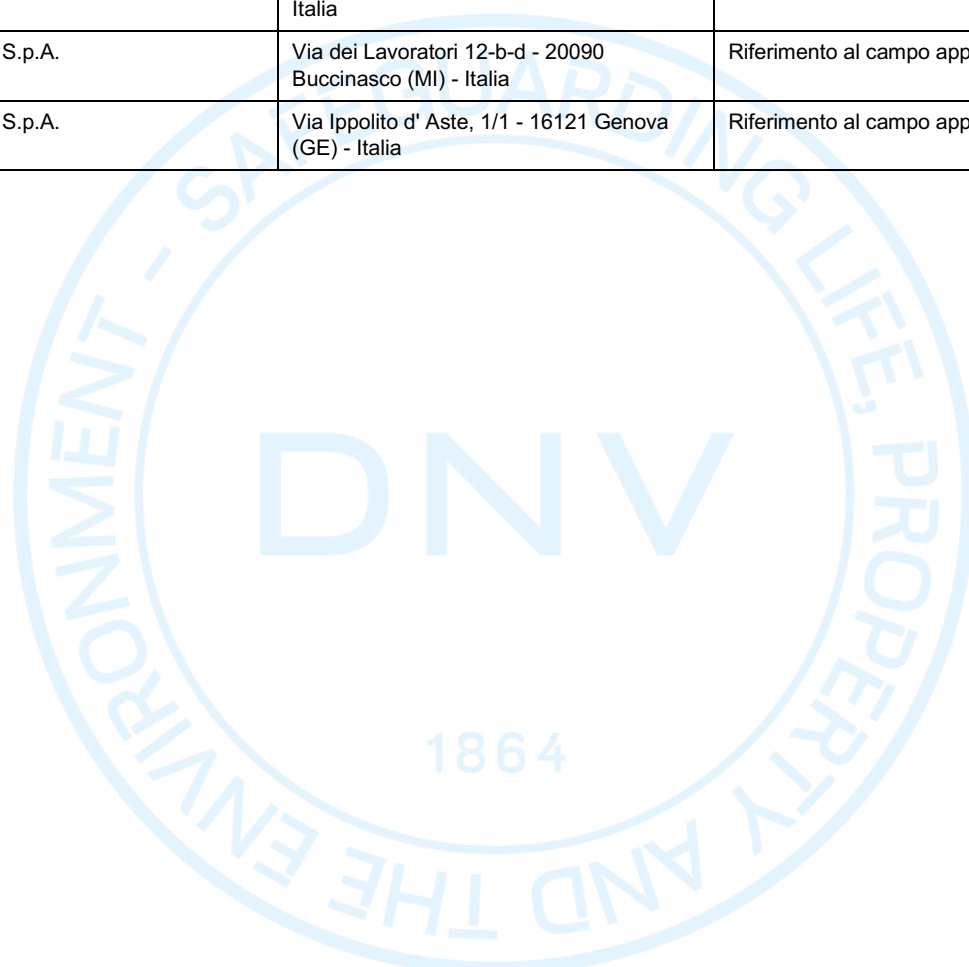 Italia
S.p.A.
Via dei Lavoratori 12-b-d - 20090
Buccinasco (MI) - Italia
Riferimento al campo app
S.p.A.
Via Ippolito d' Aste, 1/1 - 16121 Genova
(GE) - Italia
Riferimento al campo app
SAFEGUARDING LIFE, PROPERTY AND THE ENVIRONMENT -
DNV
1864